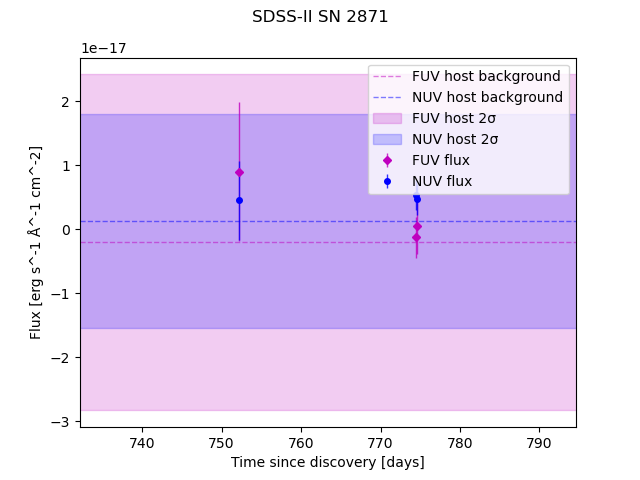 SDSS-II SN 2871
1e−17
FUV host background
NUV host background
FUV host 2σ
NUV host 2σ
FUV flux
NUV flux
2
1
0
−1
−2
−3
Flux [erg s^-1 Å^-1 cm^-2]
740 750 760 770 780 790
Time since discovery [days]